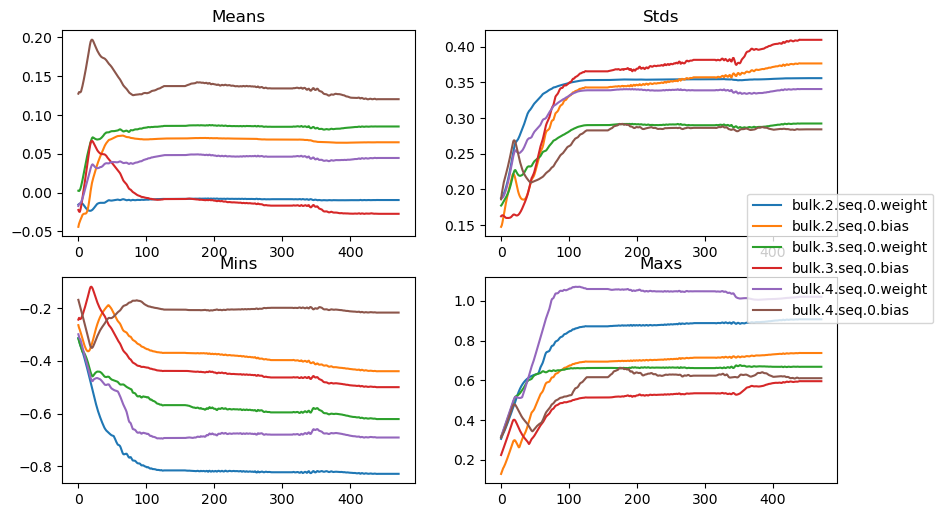 Means
Stds
0.20
0.15
0.10
0.05
0.00
−0.05
0 100 200 300 400
0.40
0.35
0.30
0.25
0.20
0.15
0 100 200 300 400
bulk.2.seq.0.weight
bulk.2.seq.0.bias
bulk.3.seq.0.weight
bulk.3.seq.0.bias
bulk.4.seq.0.weight
bulk.4.seq.0.bias
Mins
Maxs
−0.2
−0.4
−0.6
−0.8
0 100 200 300 400
1.0
0.8
0.6
0.4
0.2
0 100 200 300 400